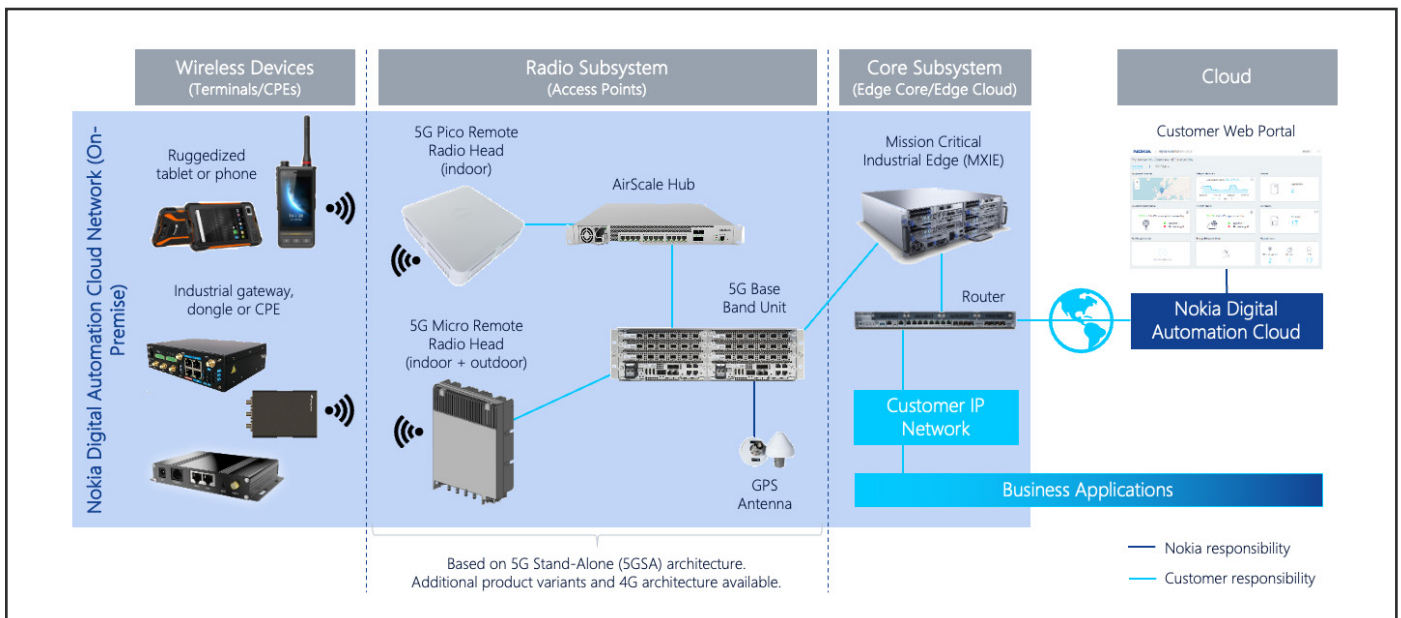 Wireless Devices
(Terminals/CPEs)
Radio Subsystem
(Access Points)
Core Subsystem
(Edge Core/Edge Cloud)
Cloud
Nokia Digital Automation Cloud Network (On-
Premise)
Ruggedized
tablet or phone
Industrial gateway,
dongle or CPE
5G Pico Remote
Radio Head
(indoor)
AirScale Hub
5G Micro Remote
Radio Head
(indoor + outdoor)
5G Base
Band Unit
GPS
Antenna
Mission Critical
Industrial Edge (MXIE)
Router
Customer IP
Network
Business Applications
Customer Web Portal
NOKIA
Nokia Digital
Automation Cloud
Based on 5G Stand-Alone (5GSA) architecture.
Additional product variants and 4G architecture available.
Nokia responsibility
Customer responsibility